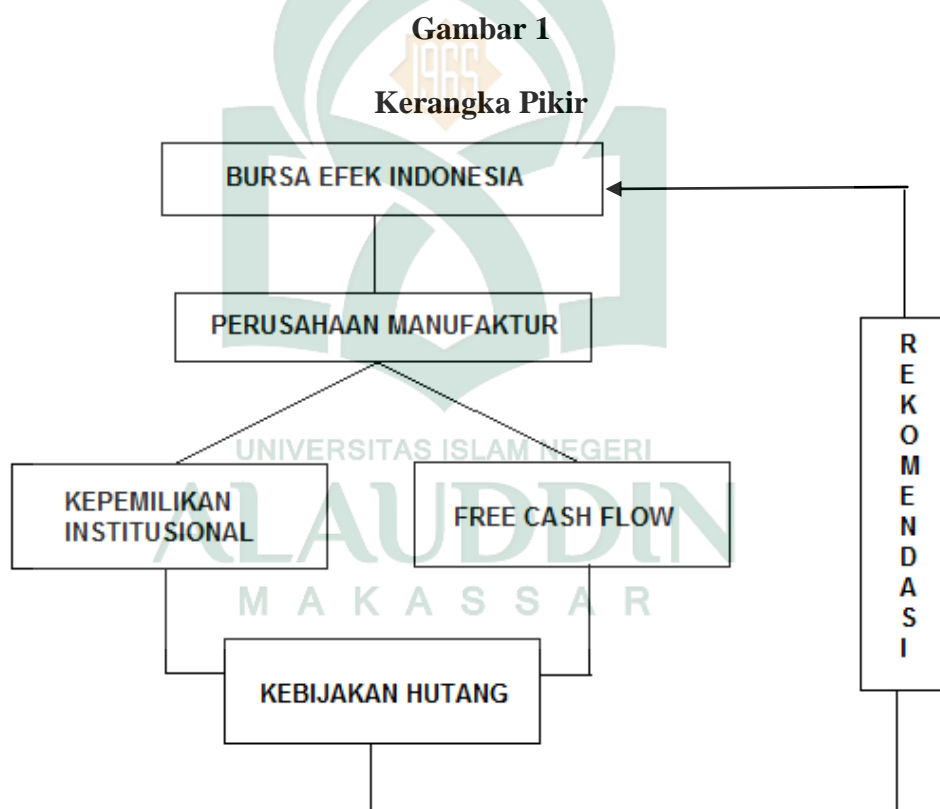 Gambar 1
1965
Kerangka Pikir
BURSA EFEK INDONESIA
PERUSAHAAN MANUFAKTUR
UNIVERSITAS ISLAM NEGERI
KEPEMILIKAN
INSTITUSIONAL
FREE CASH FLOW
ALAUDDIN
MAKASSAR
KEBIJAKAN HUTANG
R
E
K
O
M
E
N
D
A
S
I